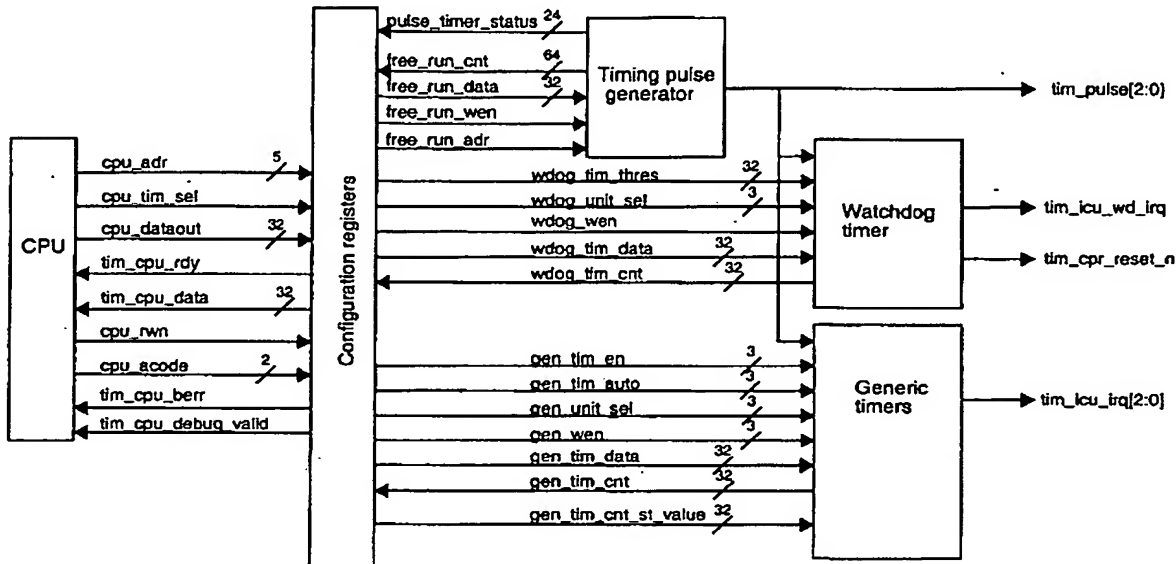 CPU
cpu_adr
5
cpu_tim_sel
cpu_dataout
32
tim_cpu_rdy
tim_cpu_data
32
cpu_rwn
cpu_acode
2
tim_cpu_berr
tim_cpu_debug_valid
Configuration registers
pulse_timer_status
24
free_run_cnt
64
free_run_data
32
free_run_wen
free_run_adr
Timing pulse
generator
tim_pulse[2:0]
wdog_tim_thres
32
wdog_unit_sel
3
wdog_wen
wdog_tim_data
32
wdog_tim_cnt
32
Watchdog
timer
tim_icu_wd_irq
tim_cpr_reset_n
gen_tim_en
3
gen_tim_auto
3
gen_unit_sel
3
gen_wen
3
gen_tim_data
32
gen_tim_cnt
32
gen_tim_cnt_st_value
32
Generic
timers
tim_icu_irq[2:0]